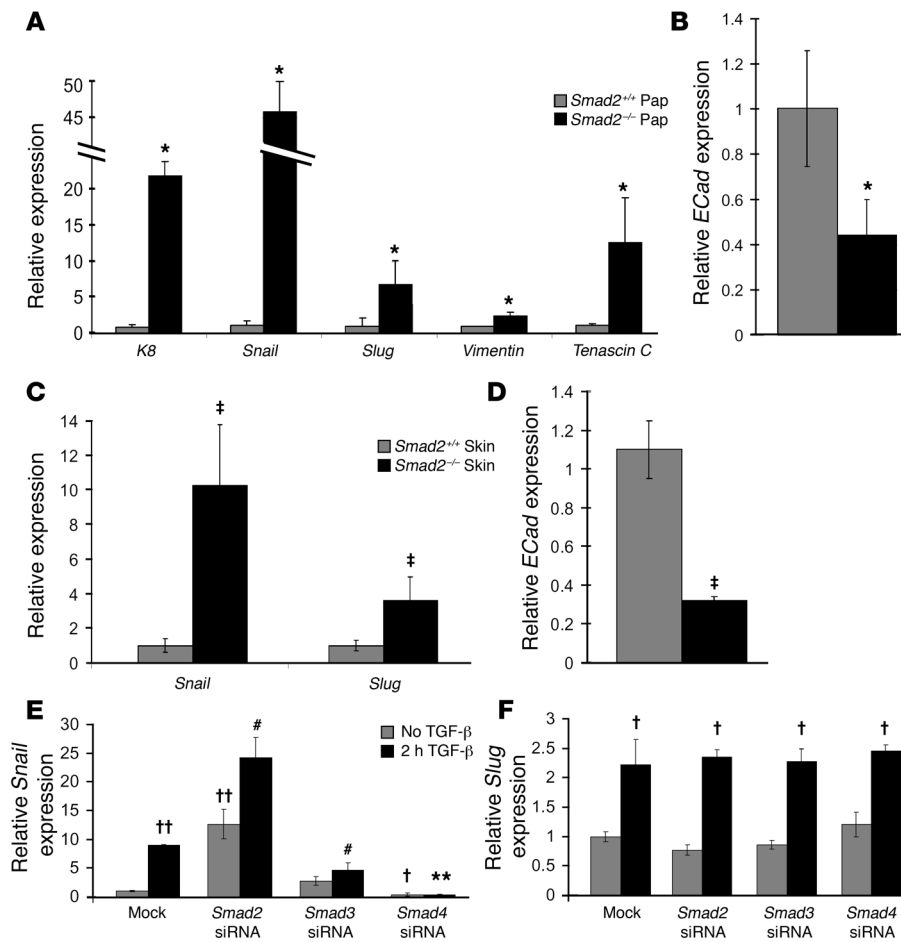 A
Relative expression
50
45
20
15
10
5
0
*
*
*
*
*
K8
Snail
Slug
Vimentin
Tenascin C
Smad2+/+ Pap
Smad2–/– Pap
B
Relative ECad expression
1.4
1.2
1
0.8
0.6
0.4
0.2
0
*
C
Relative expression
14
12
10
8
6
4
2
0
‡
‡
Snail
Slug
Smad2+/+ Skin
Smad2–/– Skin
D
Relative ECad expression
1.4
1.2
1
0.8
0.6
0.4
0.2
0
‡
E
Relative Snail
expression
30
25
20
15
10
5
0
††
††
#
#
†
**
No TGF-β
2 h TGF-β
Mock
Smad2
siRNA
Smad3
siRNA
Smad4
siRNA
F
Relative Slug
expression
3
2.5
2
1.5
1
0.5
0
†
†
†
†
Mock
Smad2
siRNA
Smad3
siRNA
Smad4
siRNA